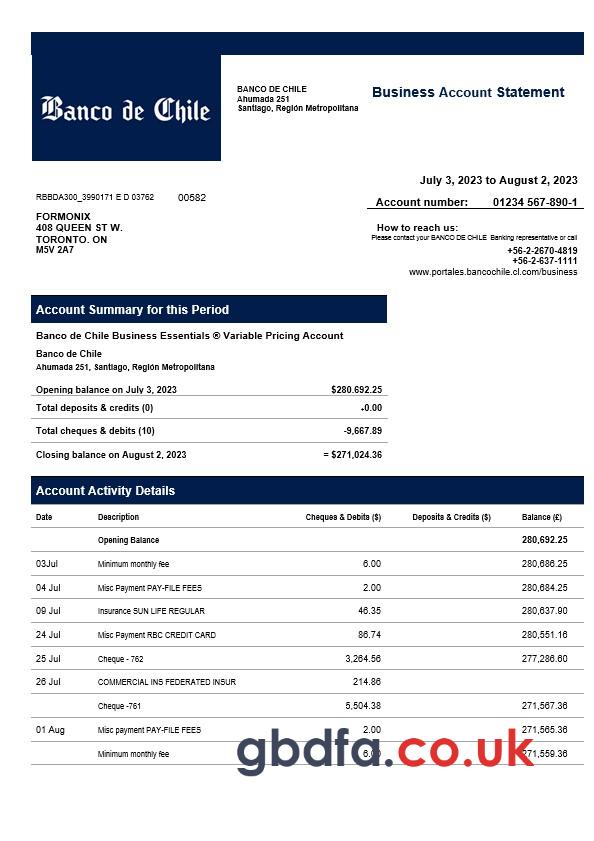 Banco de Chile
BANCO DE CHILE
Ahumada 251
Santiago, Región Metropolitana
Business Account Statement
July 3, 2023 to August 2, 2023
RBBDA300_3990171 E D 03762 00582
Account number: 01234 567-890-1
FORMONIX
408 QUEEN ST W.
TORONTO. ON
M5V 2A7
How to reach us:
Please contact your BANCO DE CHILE Banking representative or call
+56-2-2670-4819
+56-2-637-1111
www.portales.bancochile.cl.com/business
Account Summary for this Period
Banco de Chile Business Essentials ® Variable Pricing Account
Banco de Chile
Ahumada 251, Santiago, Región Metropolitana
Opening balance on July 3, 2023 $280.692.25
Total deposits & credits (0) +0.00
Total cheques & debits (10) -9,667.89
Closing balance on August 2, 2023 = $271,024.36
Account Activity Details
Date Description Cheques & Debits ($) Deposits & Credits ($) Balance (£)
Opening Balance 280,692.25
03Jul Minimum monthly fee 6.00 280,686.25
04 Jul Misc Payment PAY-FILE FEES 2.00 280,684.25
09 Jul Insurance SUN LIFE REGULAR 46.35 280,637.90
24 Jul Misc Payment RBC CREDIT CARD 86.74 280,551.16
25 Jul Cheque - 762 3,264.56 277,286.60
26 Jul COMMERCIAL INS FEDERATED INSUR 214.86
Cheque -761 5,504.38 271,567.36
01 Aug Misc payment PAY-FILE FEES 2.00 271,565.36
Minimum monthly fee 6.00 271,559.36
gbdfa.co.uk